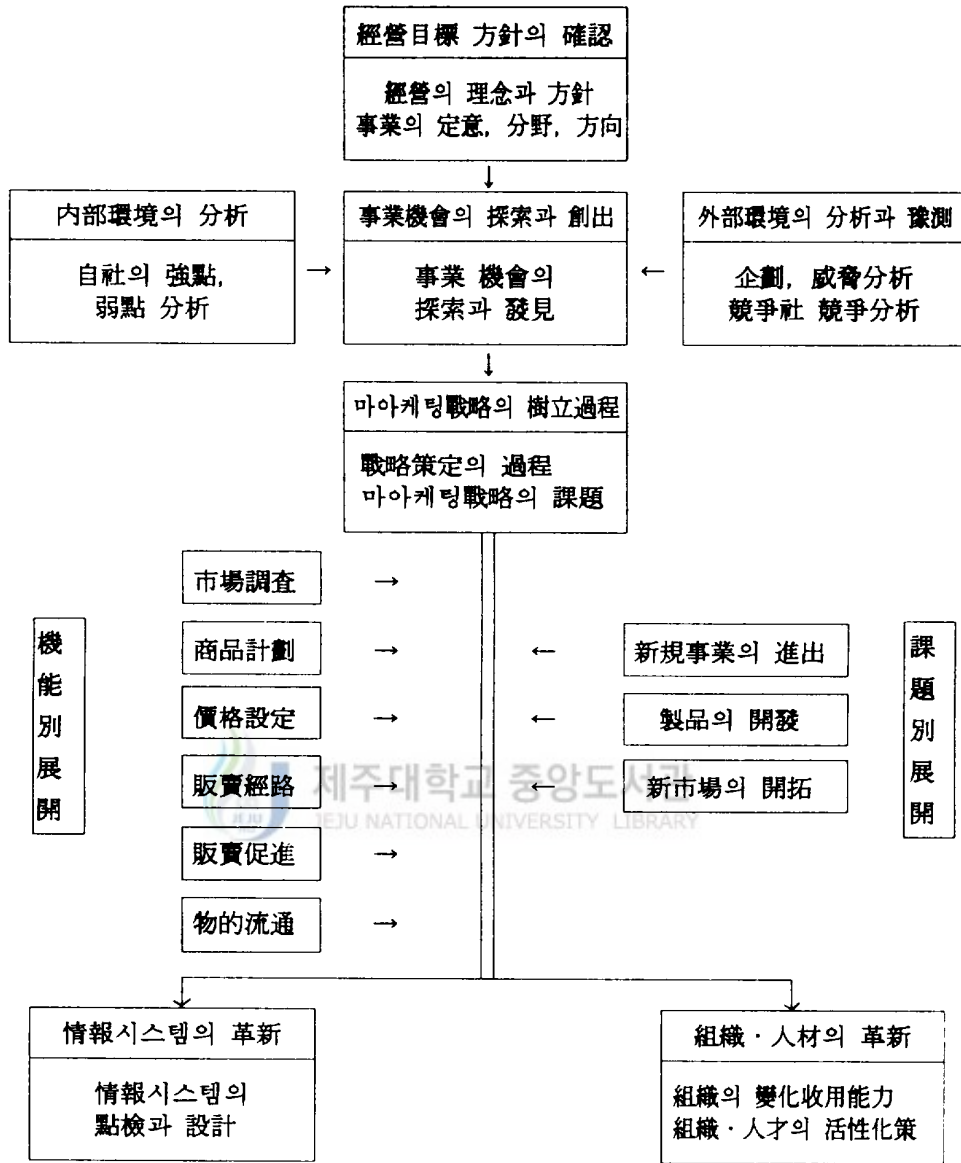 經營目標 方針의 確認
經營의 理念과 方針
事業의 定意, 分野, 方向
↓
內部環境의 分析
自社의 強點,
弱點 分析
→
事業機會의 探索과 創出
事業 機會의
探索과 發見
←
外部環境의 分析과 豫測
企劃, 威脅分析
競爭社 競爭分析
↓
마아케팅戰略의 樹立過程
戰略策定의 過程
마아케팅戰略의 課題
機能別展開
市場調査 →
商品計劃 →
價格設定 →
販賣經路 →
販賣促進 →
物的流通 →
← 新規事業의 進出
← 製品의 開發
← 新市場의 開拓
課題別展開
제주대학교 중앙도서관
JEJU NATIONAL UNIVERSITY LIBRARY
JEJU
情報시스템의 革新
情報시스템의
點檢과 設計
組織·人材의 革新
組織의 變化收用能力
組織·人才의 活性化策